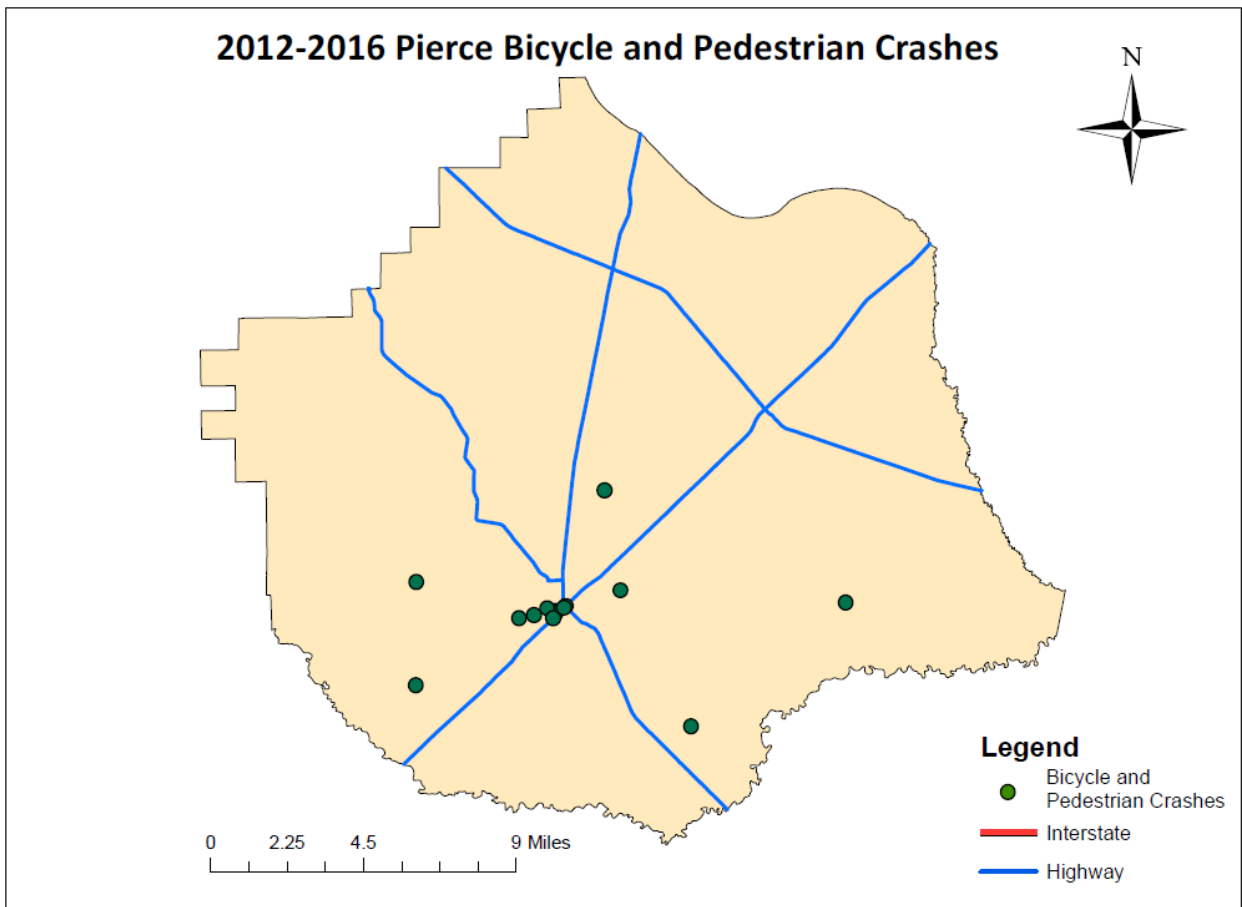 2012-2016 Pierce Bicycle and Pedestrian Crashes
N
Legend
Bicycle and
Pedestrian Crashes
Interstate
Highway
0 2.25 4.5 9 Miles